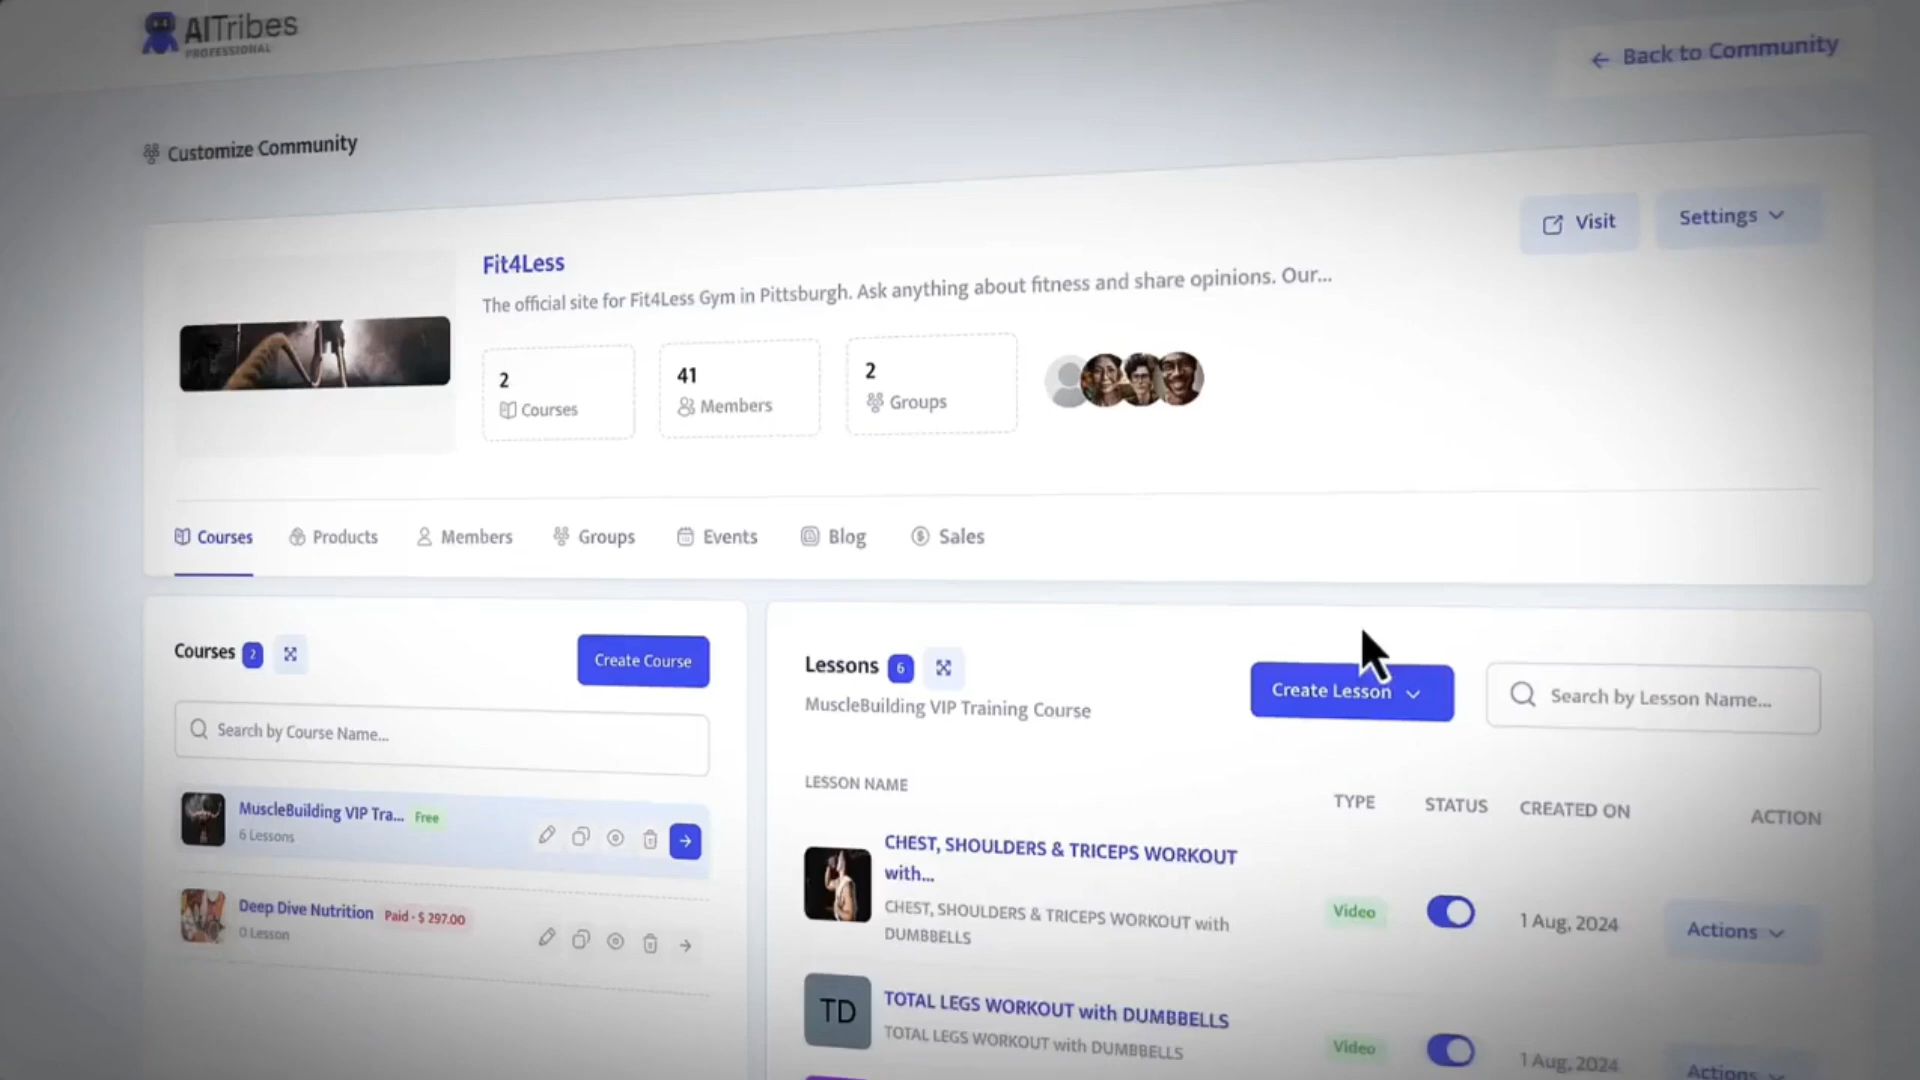 AITribes
PROFESSIONAL
Back to Community
Customize Community
Visit
Settings
Fit4Less
The official site for Fit4Less Gym in Pittsburgh. Ask anything about fitness and share opinions. Our...
2
Courses
41
Members
2
Groups
Courses
Products
Members
Groups
Events
Blog
Sales
Courses 2
Create Course
Search by Course Name...
MuscleBuilding VIP Tra... Free
6 Lessons
Deep Dive Nutrition Paid - $ 297.00
0 Lesson
Lessons 6
MuscleBuilding VIP Training Course
Create Lesson
Search by Lesson Name...
LESSON NAME
TYPE
STATUS
CREATED ON
ACTION
CHEST, SHOULDERS & TRICEPS WORKOUT
with...
CHEST, SHOULDERS & TRICEPS WORKOUT with
DUMBBELLS
Video
1 Aug, 2024
Actions
TD
TOTAL LEGS WORKOUT with DUMBBELLS
TOTAL LEGS WORKOUT with DUMBBELLS
Video
1 Aug, 2024
Actions